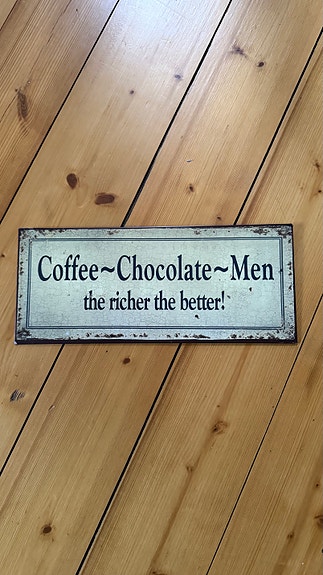 Coffee~Chocolate~Men
the richer the better!